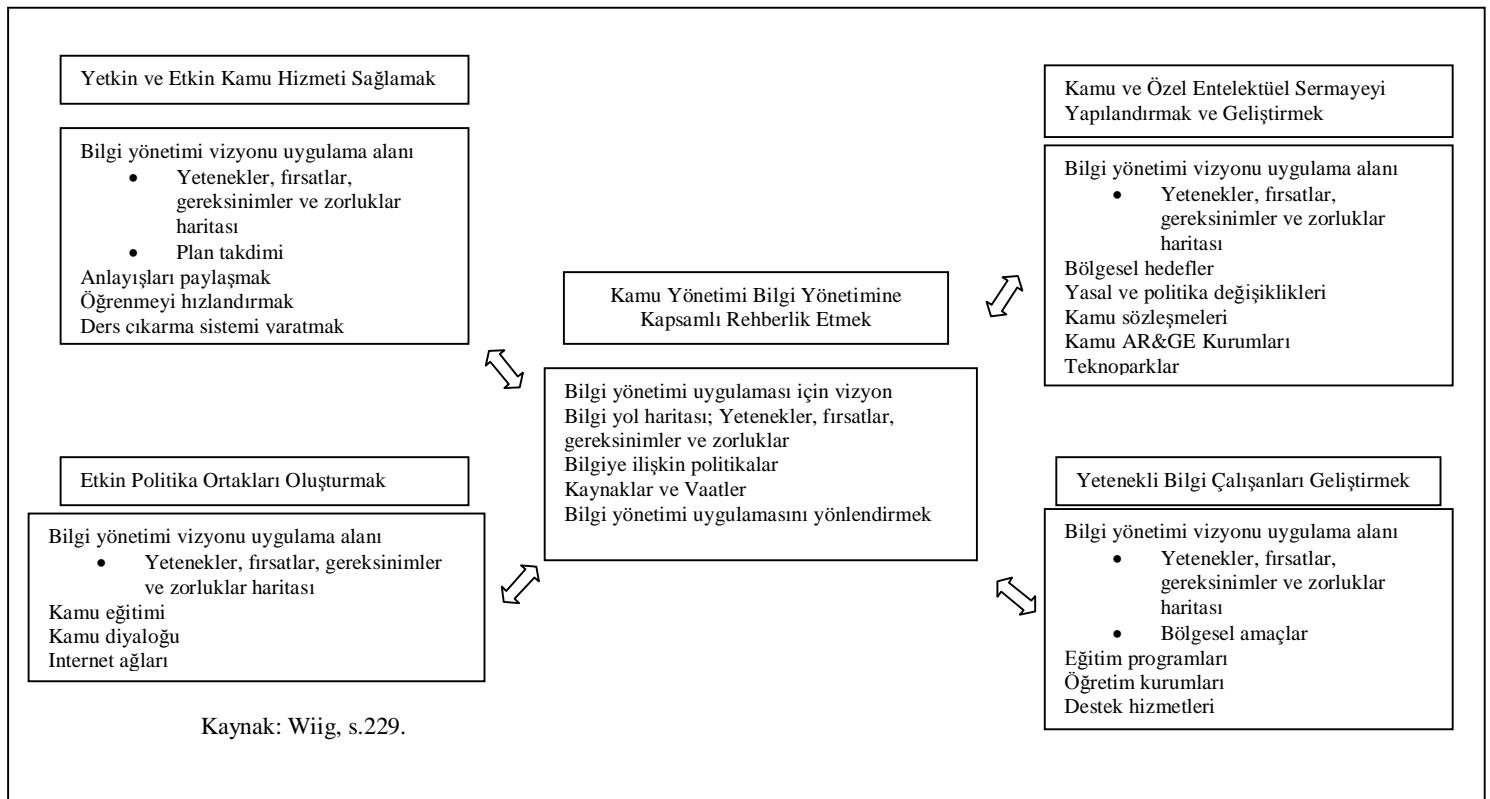 Yetkin ve Etkin Kamu Hizmeti Sağlamak
Bilgi yönetimi vizyonu uygulama alanı
• Yetenekler, fırsatlar,
gereksinimler ve zorluklar
haritası
• Plan takdimi
Anlayışları paylaşmak
Öğrenmeyi hızlandırmak
Ders çıkarma sistemi yaratmak
Etkin Politika Ortakları Oluşturmak
Bilgi yönetimi vizyonu uygulama alanı
• Yetenekler, fırsatlar, gereksinimler
ve zorluklar haritası
Kamu eğitimi
Kamu diyaloğu
Internet ağları
Kamu Yönetimi Bilgi Yönetimine
Kapsamlı Rehberlik Etmek
Bilgi yönetimi uygulaması için vizyon
Bilgi yol haritası; Yetenekler, fırsatlar,
gereksinimler ve zorluklar
Bilgiye ilişkin politikalar
Kaynaklar ve Vaatler
Bilgi yönetimi uygulamasını yönlendirmek
Kamu ve Özel Entelektüel Sermayeyi
Yapılandırmak ve Geliştirmek
Bilgi yönetimi vizyonu uygulama alanı
• Yetenekler, fırsatlar,
gereksinimler ve zorluklar
haritası
Bölgesel hedefler
Yasal ve politika değişiklikleri
Kamu sözleşmeleri
Kamu AR&GE Kurumları
Teknoparklar
Yetenekli Bilgi Çalışanları Geliştirmek
Bilgi yönetimi vizyonu uygulama alanı
• Yetenekler, fırsatlar,
gereksinimler ve zorluklar
haritası
• Bölgesel amaçlar
Eğitim programları
Öğretim kurumları
Destek hizmetleri
Kaynak: Wiig, s.229.